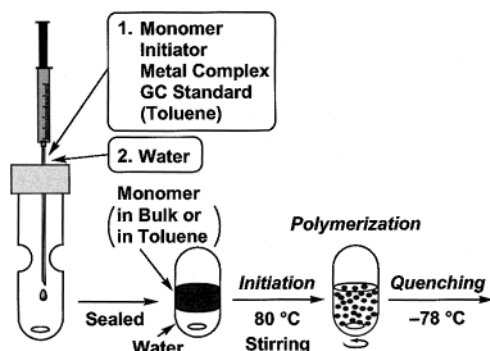 1. Monomer
Initiator
Metal Complex
GC Standard
(Toluene)
2. Water
Monomer
(in Bulk or
in Toluene)
Polymerization
Sealed
Water
Initiation
80 °C
Stirring
Quenching
–78 °C